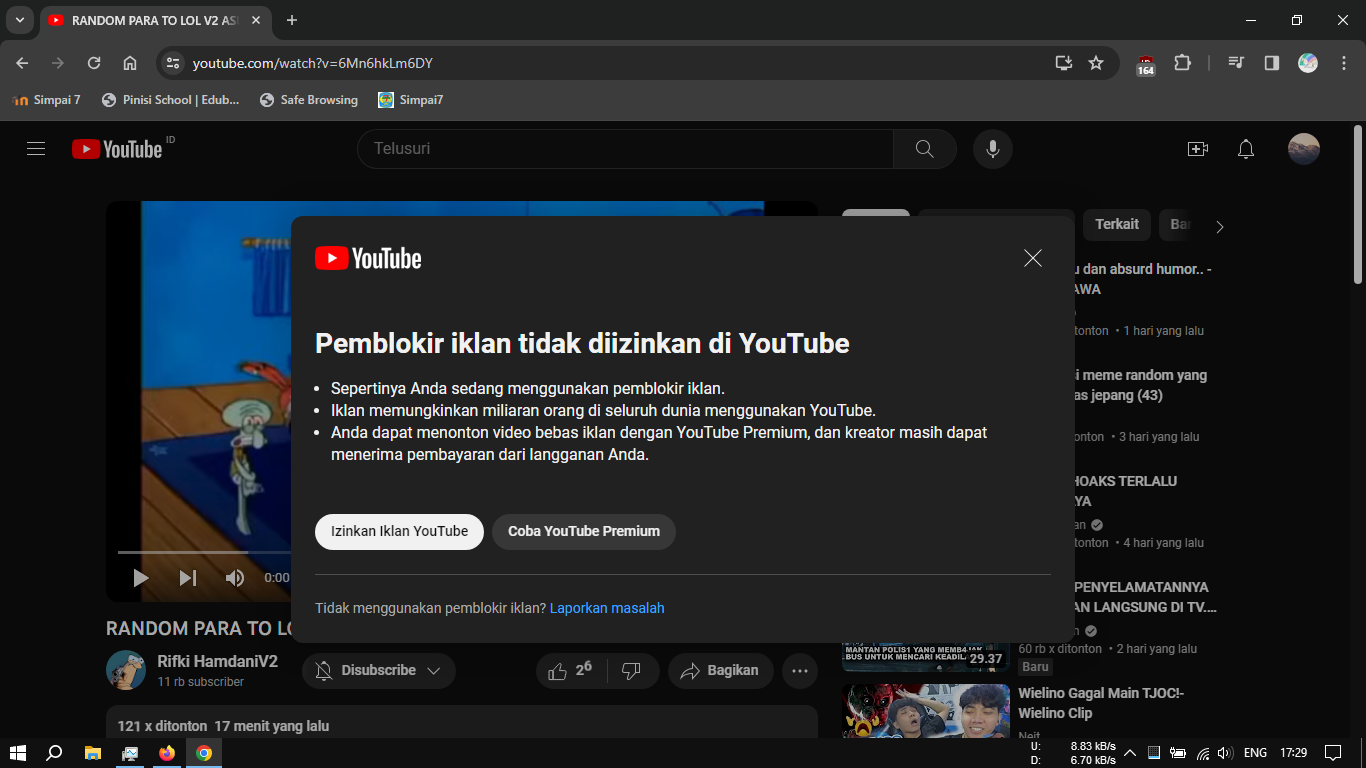 RANDOM PARA TO LOL V2 AS
youtube.com/watch?v=6Mn6hkLm6DY
164
Simpai 7
Pinisi School | Edub...
Safe Browsing
Simpai7
YouTube ID
Telusuri
Terkait
Bar
YouTube
Pemblokir iklan tidak diizinkan di YouTube
Sepertinya Anda sedang menggunakan pemblokir iklan.
Iklan memungkinkan miliaran orang di seluruh dunia menggunakan YouTube.
Anda dapat menonton video bebas iklan dengan YouTube Premium, dan kreator masih dapat
menerima pembayaran dari langganan Anda.
Izinkan Iklan YouTube
Coba YouTube Premium
Tidak menggunakan pemblokir iklan? Laporkan masalah
0:00
RANDOM PARA TO L
Rifki HamdaniV2
11 rb subscriber
Disubscribe
26
Bagikan
121 x ditonton 17 menit yang lalu
u dan absurd humor.. -
AWA
tonton • 1 hari yang lalu
si meme random yang
as jepang (43)
onton • 3 hari yang lalu
HOAKS TERLALU
YA
an
tonton • 4 hari yang lalu
PENYELAMATANNYA
AN LANGSUNG DI TV....
60 rb x ditonton • 2 hari yang lalu
Baru
MANTAN POLIS1 YANG MEMB4JAK
BUS UNTUK MENCARI KEADIL
29.37
Wielino Gagal Main TJOC!-
Wielino Clip
Neit
U: 8.83 kB/s
D: 6.70 kB/s
ENG
17:29